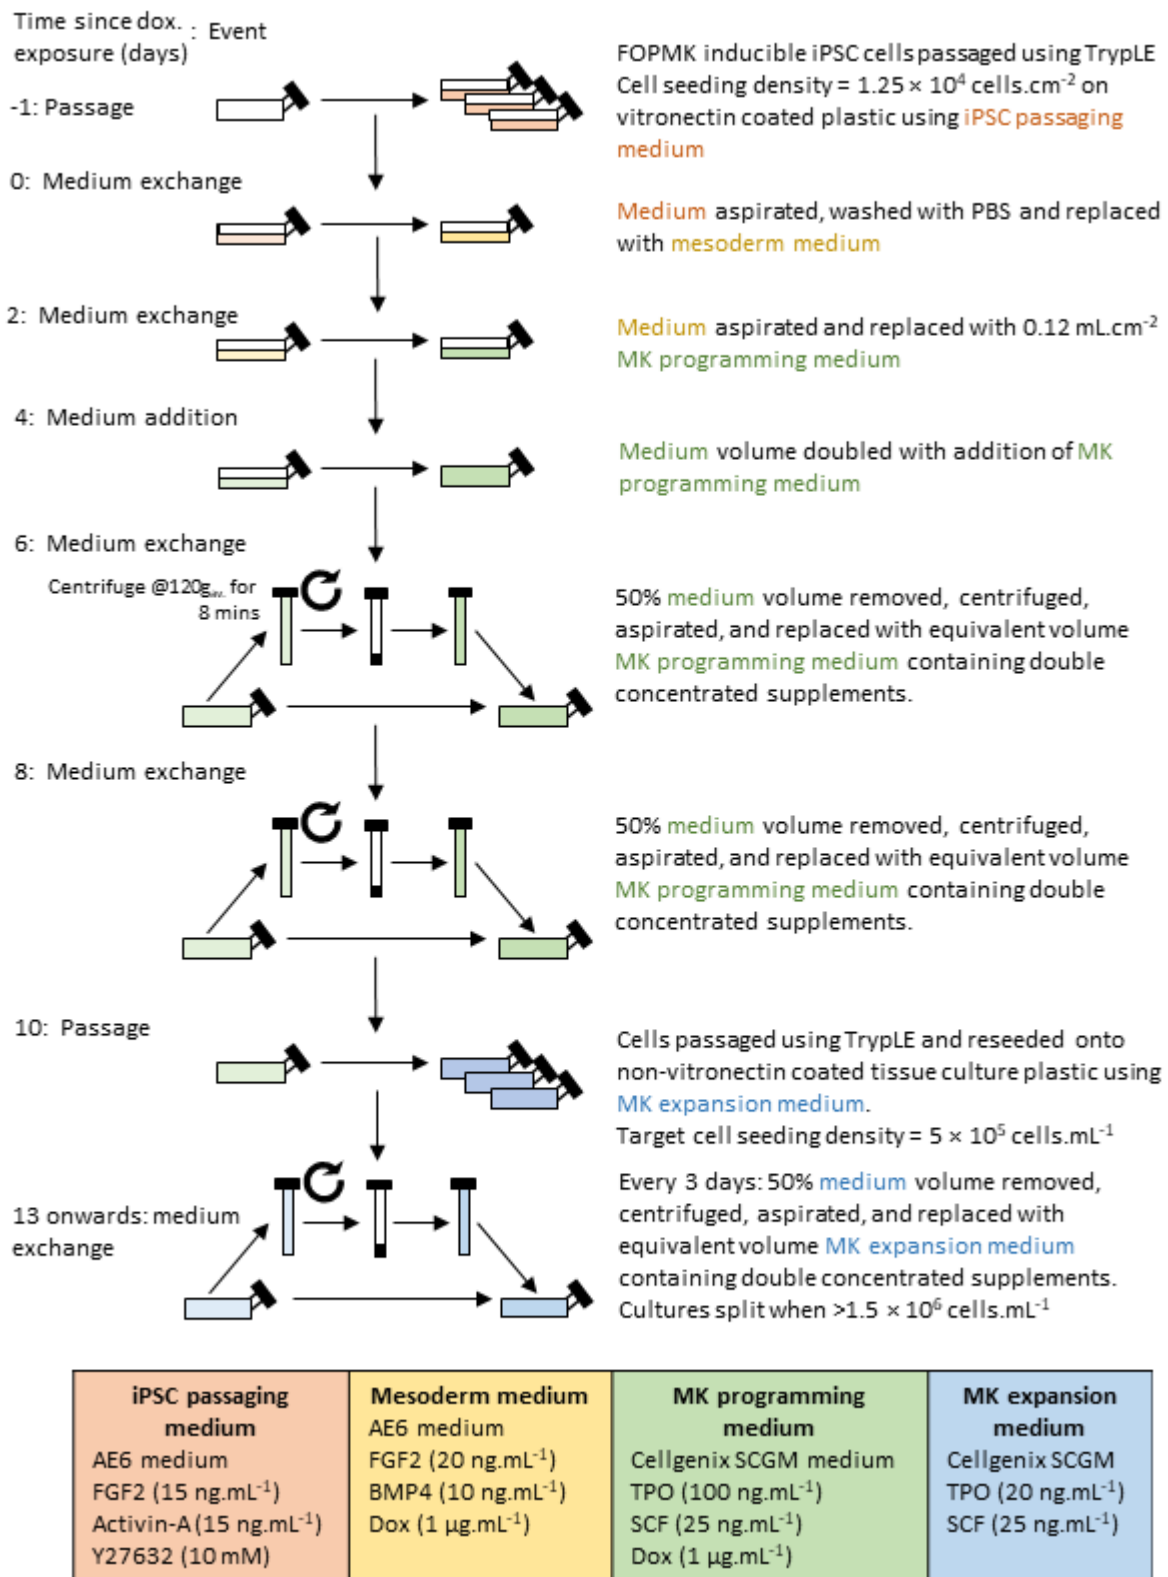 Time since dox. : Event
exposure (days)
-1: Passage
FOPMK inducible iPSC cells passaged using TrypLE
Cell seeding density = 1.25 × 10⁴ cells.cm⁻² on
vitronectin coated plastic using iPSC passaging
medium
0: Medium exchange
Medium aspirated, washed with PBS and replaced
with mesoderm medium
2: Medium exchange
Medium aspirated and replaced with 0.12 mL.cm⁻²
MK programming medium
4: Medium addition
Medium volume doubled with addition of MK
programming medium
6: Medium exchange
Centrifuge @120g for
8 mins
50% medium volume removed, centrifuged,
aspirated, and replaced with equivalent volume
MK programming medium containing double
concentrated supplements.
8: Medium exchange
50% medium volume removed, centrifuged,
aspirated, and replaced with equivalent volume
MK programming medium containing double
concentrated supplements.
10: Passage
Cells passaged using TrypLE and reseeded onto
non-vitronectin coated tissue culture plastic using
MK expansion medium.
Target cell seeding density = 5 × 10⁵ cells.mL⁻¹
13 onwards: medium
exchange
Every 3 days: 50% medium volume removed,
centrifuged, aspirated, and replaced with
equivalent volume MK expansion medium
containing double concentrated supplements.
Cultures split when >1.5 × 10⁶ cells.mL⁻¹
iPSC passaging
medium
AE6 medium
FGF2 (15 ng.mL⁻¹)
Activin-A (15 ng.mL⁻¹)
Y27632 (10 mM)
Mesoderm medium
AE6 medium
FGF2 (20 ng.mL⁻¹)
BMP4 (10 ng.mL⁻¹)
Dox (1 µg.mL⁻¹)
MK programming
medium
Cellgenix SCGM medium
TPO (100 ng.mL⁻¹)
SCF (25 ng.mL⁻¹)
Dox (1 µg.mL⁻¹)
MK expansion
medium
Cellgenix SCGM
TPO (20 ng.mL⁻¹)
SCF (25 ng.mL⁻¹)